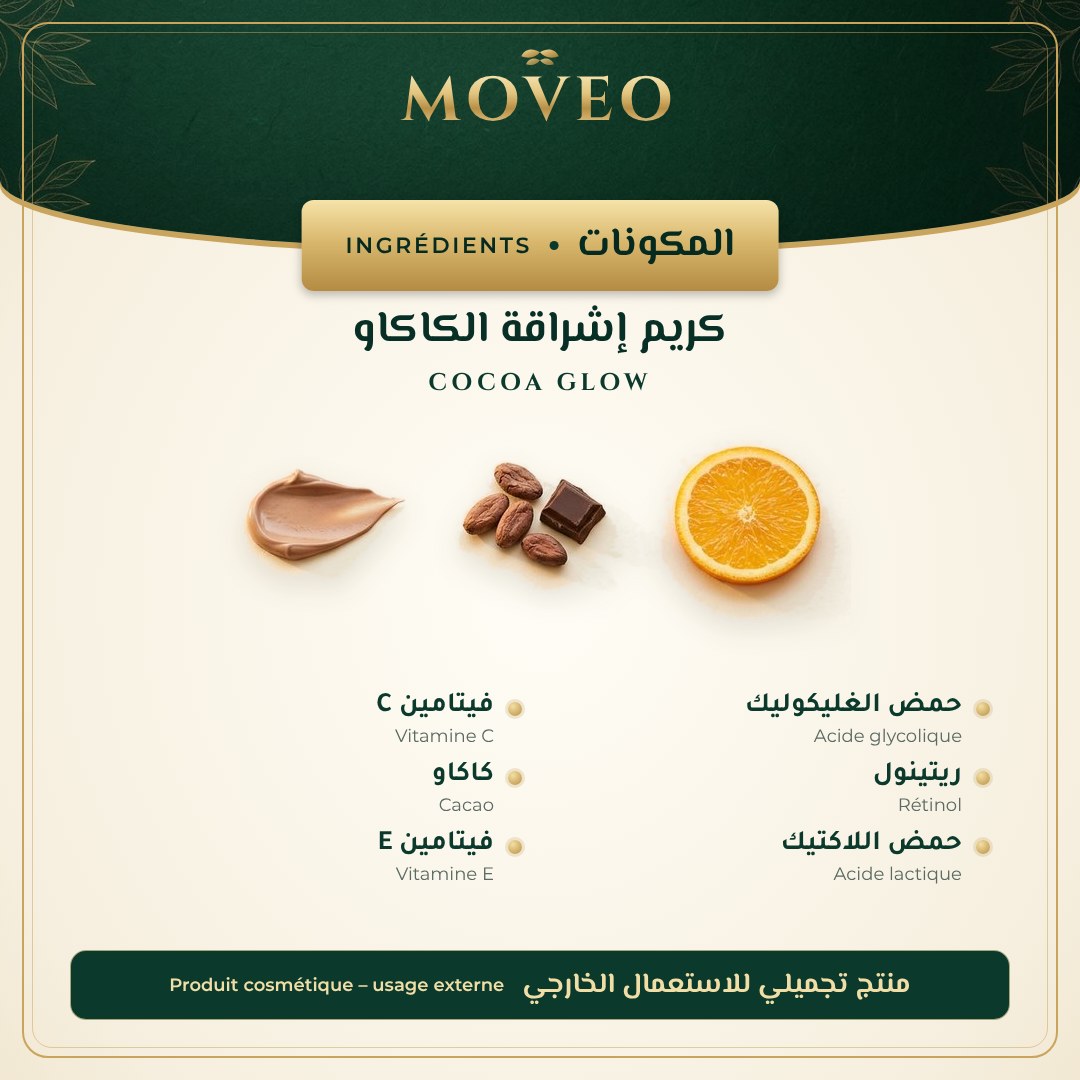 MOVEO
المكونات • INGRÉDIENTS
كريم إشراقة الكاكاو
COCOA GLOW
حمض الغليكوليك
Acide glycolique
ريتينول
Rétinol
حمض اللاكتيك
Acide lactique
فيتامين C
Vitamine C
كاكاو
Cacao
فيتامين E
Vitamine E
منتج تجميلي للاستعمال الخارجي Produit cosmétique – usage externe